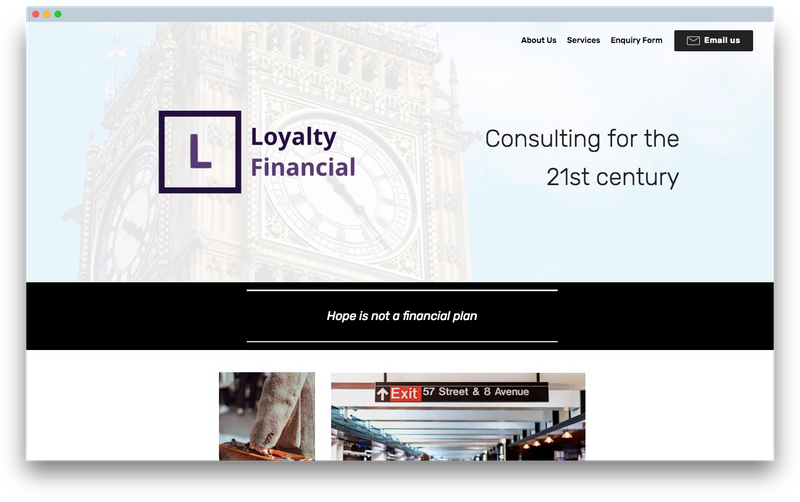 About Us Services Enquiry Form Email us
L
Loyalty
Financial
Consulting for the
21st century
Hope is not a financial plan
Exit 57 Street & 8 Avenue